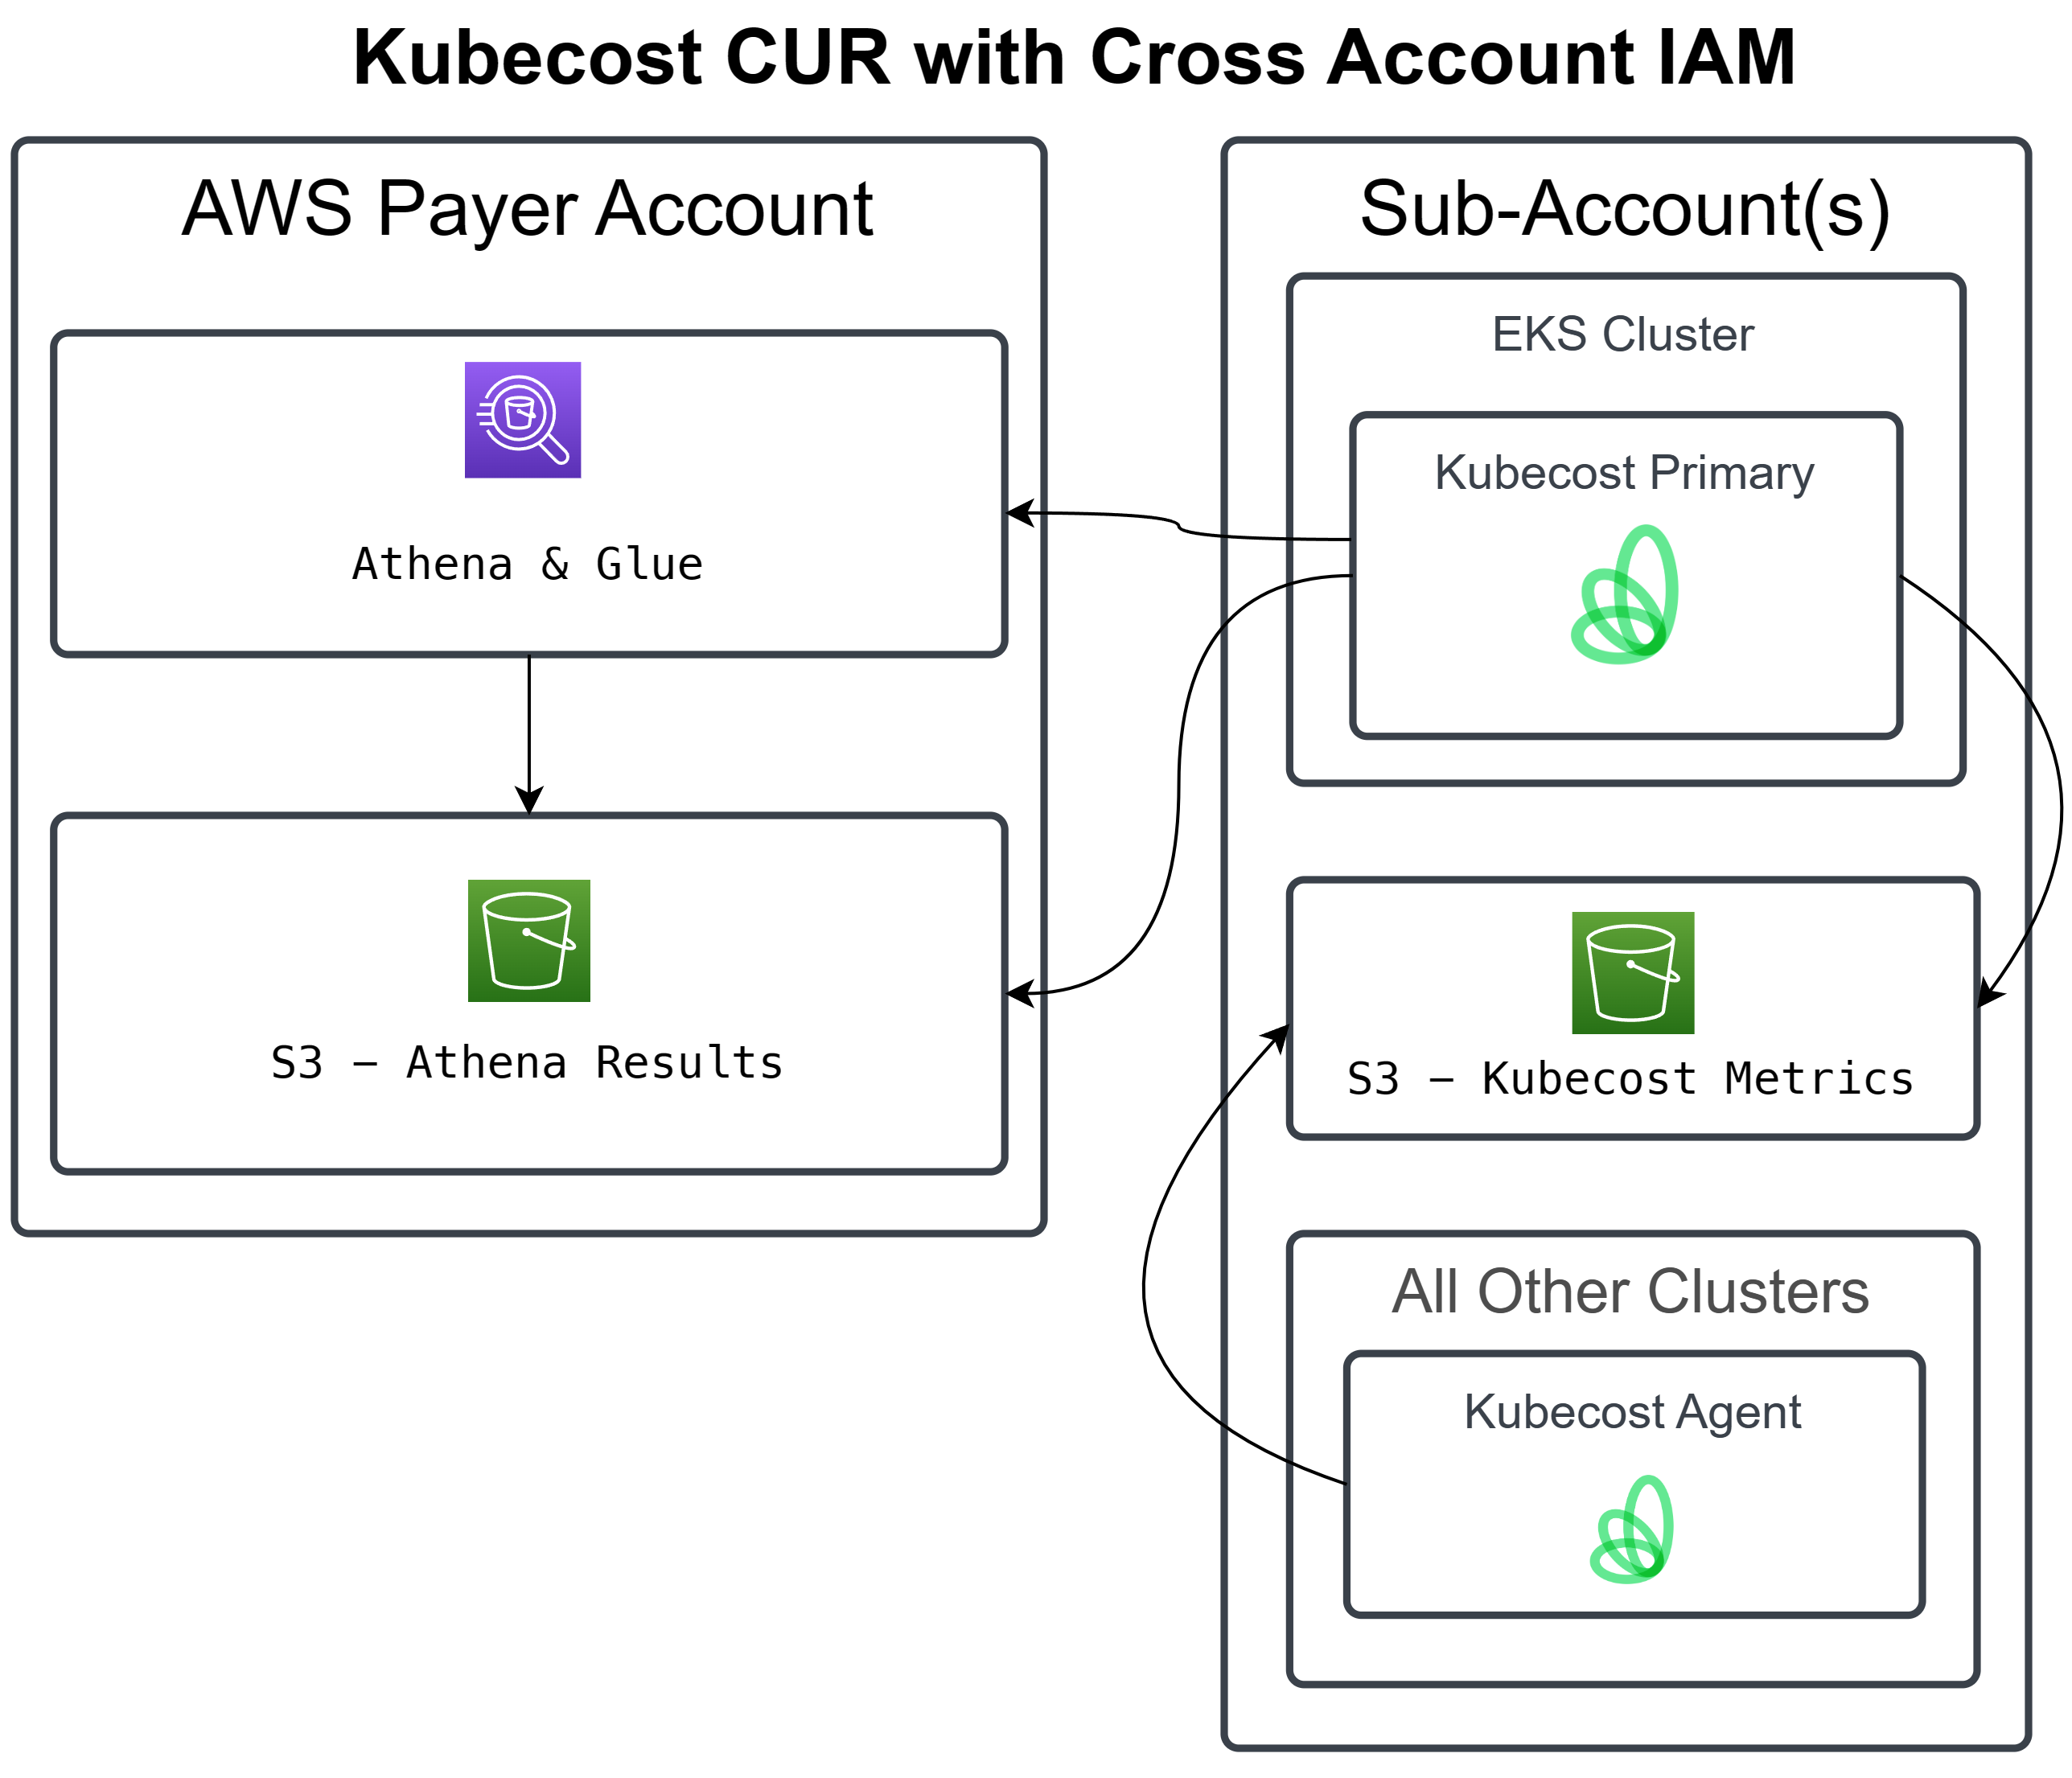 Kubecost CUR with Cross Account IAM
AWS Payer Account
Athena & Glue
S3 – Athena Results
Sub-Account(s)
EKS Cluster
Kubecost Primary
S3 – Kubecost Metrics
All Other Clusters
Kubecost Agent